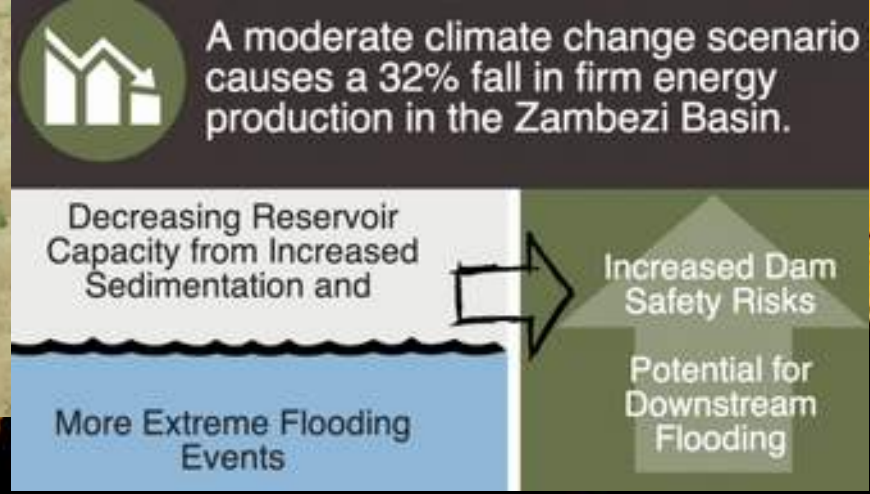 A moderate climate change scenario
causes a 32% fall in firm energy
production in the Zambezi Basin.
Decreasing Reservoir
Capacity from Increased
Sedimentation and
More Extreme Flooding
Events
Increased Dam
Safety Risks
Potential for
Downstream
Flooding